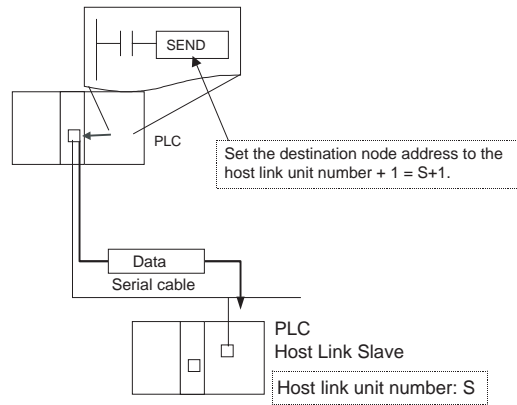 SEND
PLC
Set the destination node address to the
host link unit number + 1 = S+1.
Data
Serial cable
PLC
Host Link Slave
Host link unit number: S